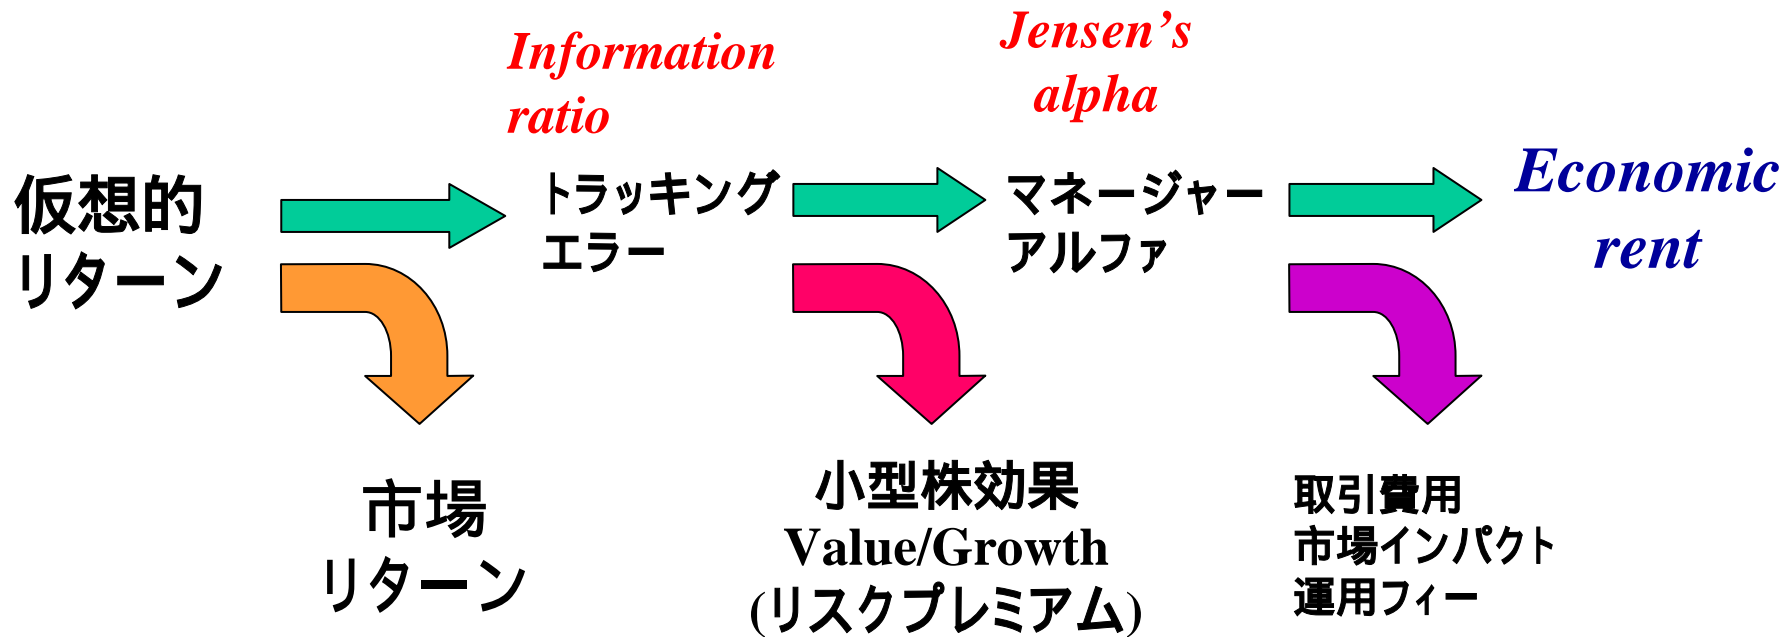 Information
ratio
Jensen's
alpha
仮想的
リターン
トラッキング
エラー
マネージャー
アルファ
Economic
rent
市場
リターン
小型株効果
Value/Growth
(リスクプレミアム)
取引費用
市場インパクト
運用フィー